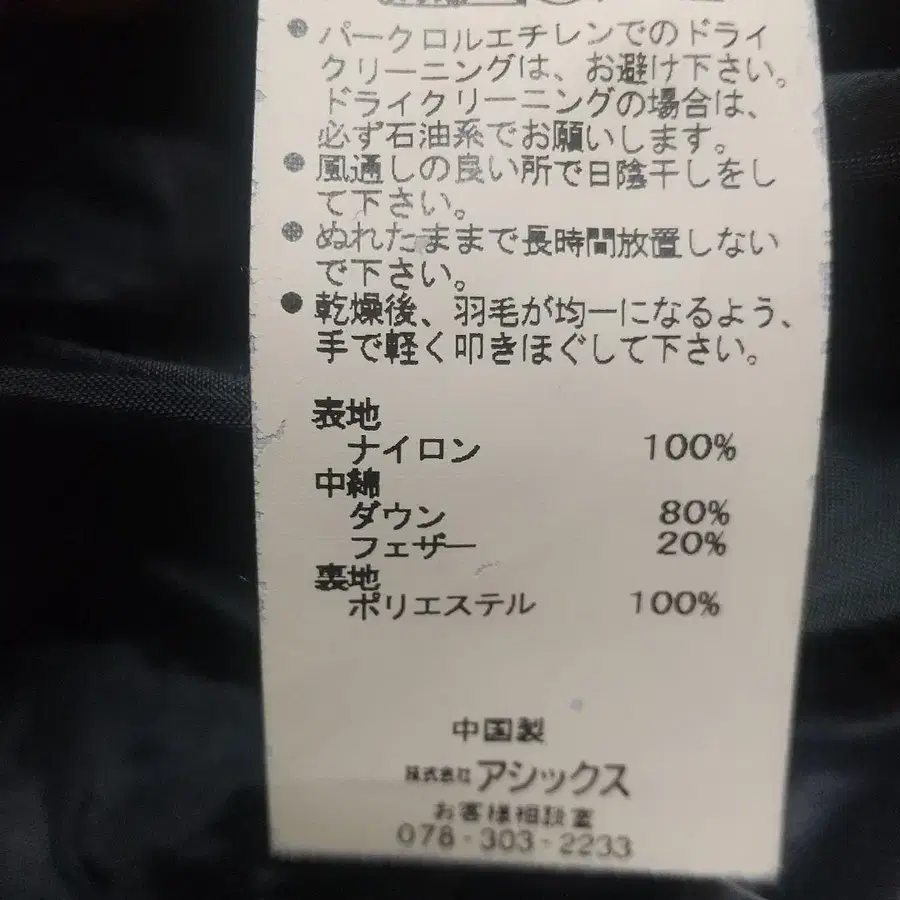 ● パークロルエチレンでのドライ
クリーニングは、お避け下さい。
ドライクリーニングの場合は、
必ず石油系でお願いします。
● 風通しの良い所で日陰干しをし
て下さい。
● ぬれたままで長時間放置しない
で下さい。
● 乾燥後、羽毛が均一になるよう、
手で軽く叩きほぐして下さい。
表地
ナイロン 100%
中綿
ダウン 80%
フェザー 20%
裏地
ポリエステル 100%
中国製
株式会社アシックス
お客様相談室
078-303-2233